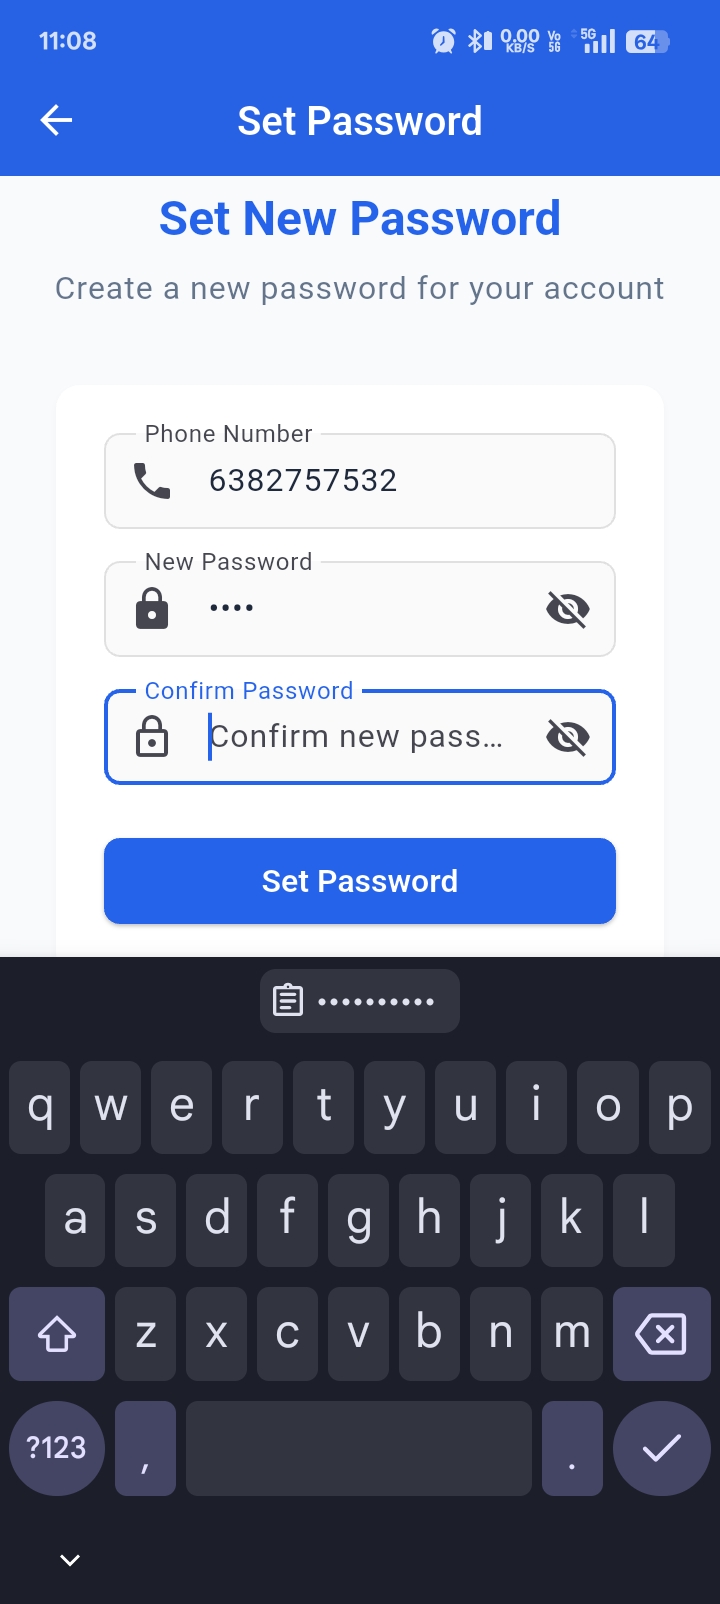 11:08
0.00 KB/S Vo 5G 5G 64
Set Password
Set New Password
Create a new password for your account
Phone Number
6382757532
New Password
••••
Confirm Password
Confirm new pass...
Set Password
••••••••••
q w e r t y u i o p
a s d f g h j k l
z x c v b n m
?123 , .